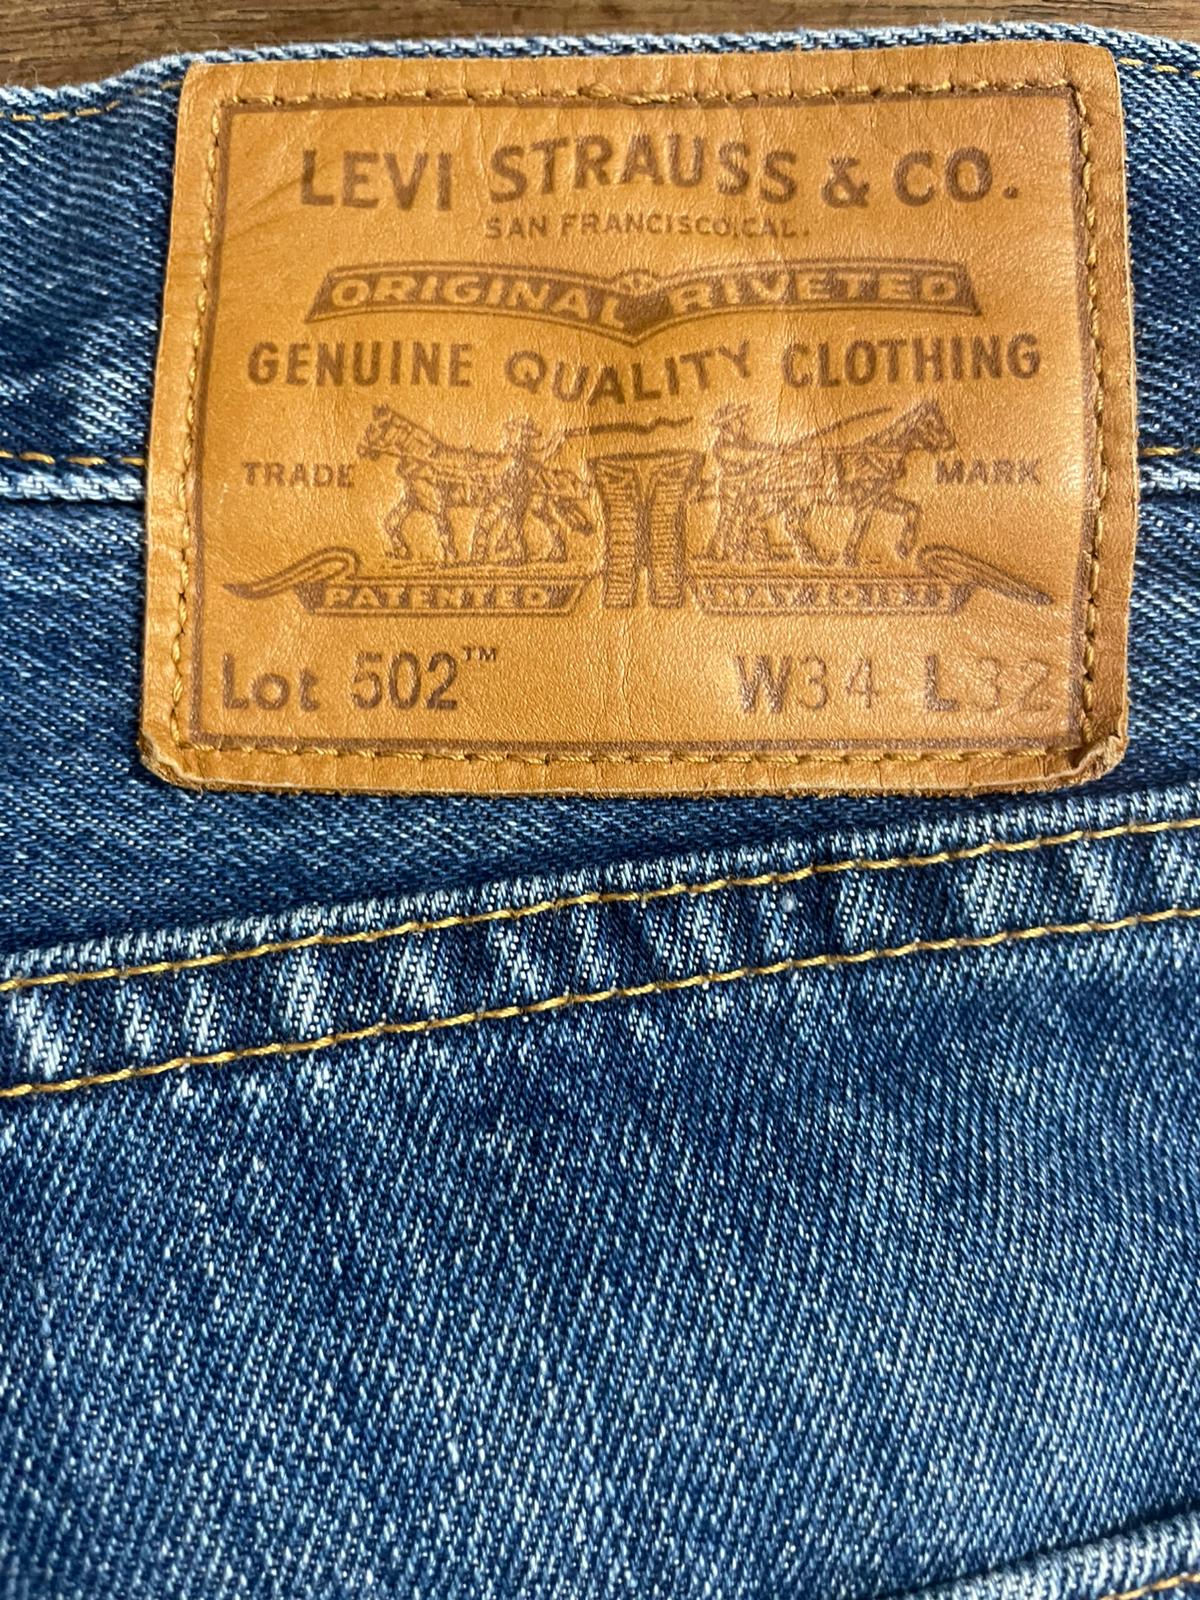 LEVI STRAUSS & CO.
SAN FRANCISCO, CAL.
ORIGINAL RIVETED
GENUINE QUALITY CLOTHING
TRADE MARK
PATENTED MAY 20 1873
Lot 502™ W34 L32